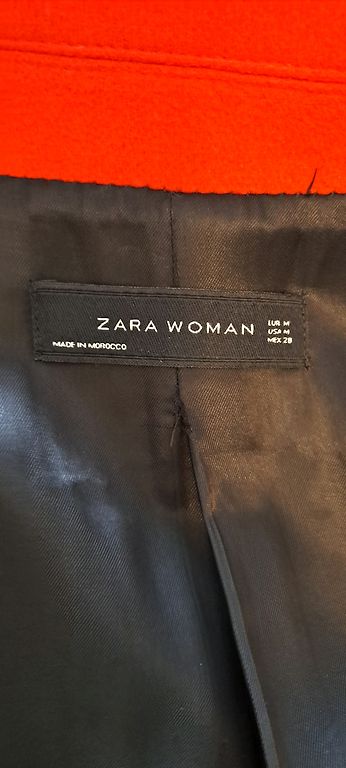 ZARA WOMAN
EUR M
USA M
MEX 28
MADE IN MOROCCO